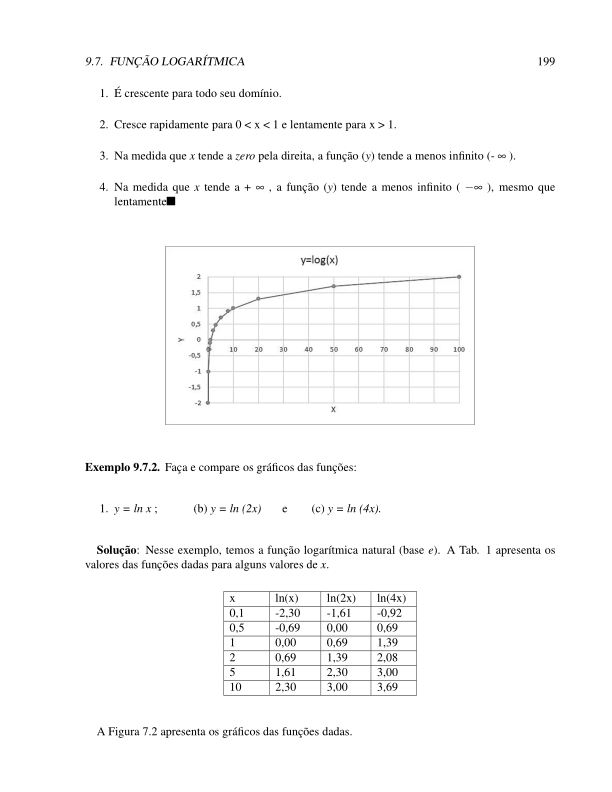 9.7. FUNÇÃO LOGARÍTMICA 199
1. É crescente para todo seu domínio.
2. Cresce rapidamente para 0 < x < 1 e lentamente para x > 1.
3. Na medida que x tende a zero pela direita, a função (y) tende a menos infinito (- ∞ ).
4. Na medida que x tende a + ∞ , a função (y) tende a menos infinito ( −∞ ), mesmo que
lentamente■
y=log(x)
2
1,5
1
0,5
0
-0,5
-1
-1,5
-2
Y
10 20 30 40 50 60 70 80 90 100
X
Exemplo 9.7.2. Faça e compare os gráficos das funções:
1. y = ln x ; (b) y = ln (2x) e (c) y = ln (4x).
Solução: Nesse exemplo, temos a função logarítmica natural (base e). A Tab. 1 apresenta os
valores das funções dadas para alguns valores de x.
x ln(x) ln(2x) ln(4x)
0,1 -2,30 -1,61 -0,92
0,5 -0,69 0,00 0,69
1 0,00 0,69 1,39
2 0,69 1,39 2,08
5 1,61 2,30 3,00
10 2,30 3,00 3,69
A Figura 7.2 apresenta os gráficos das funções dadas.